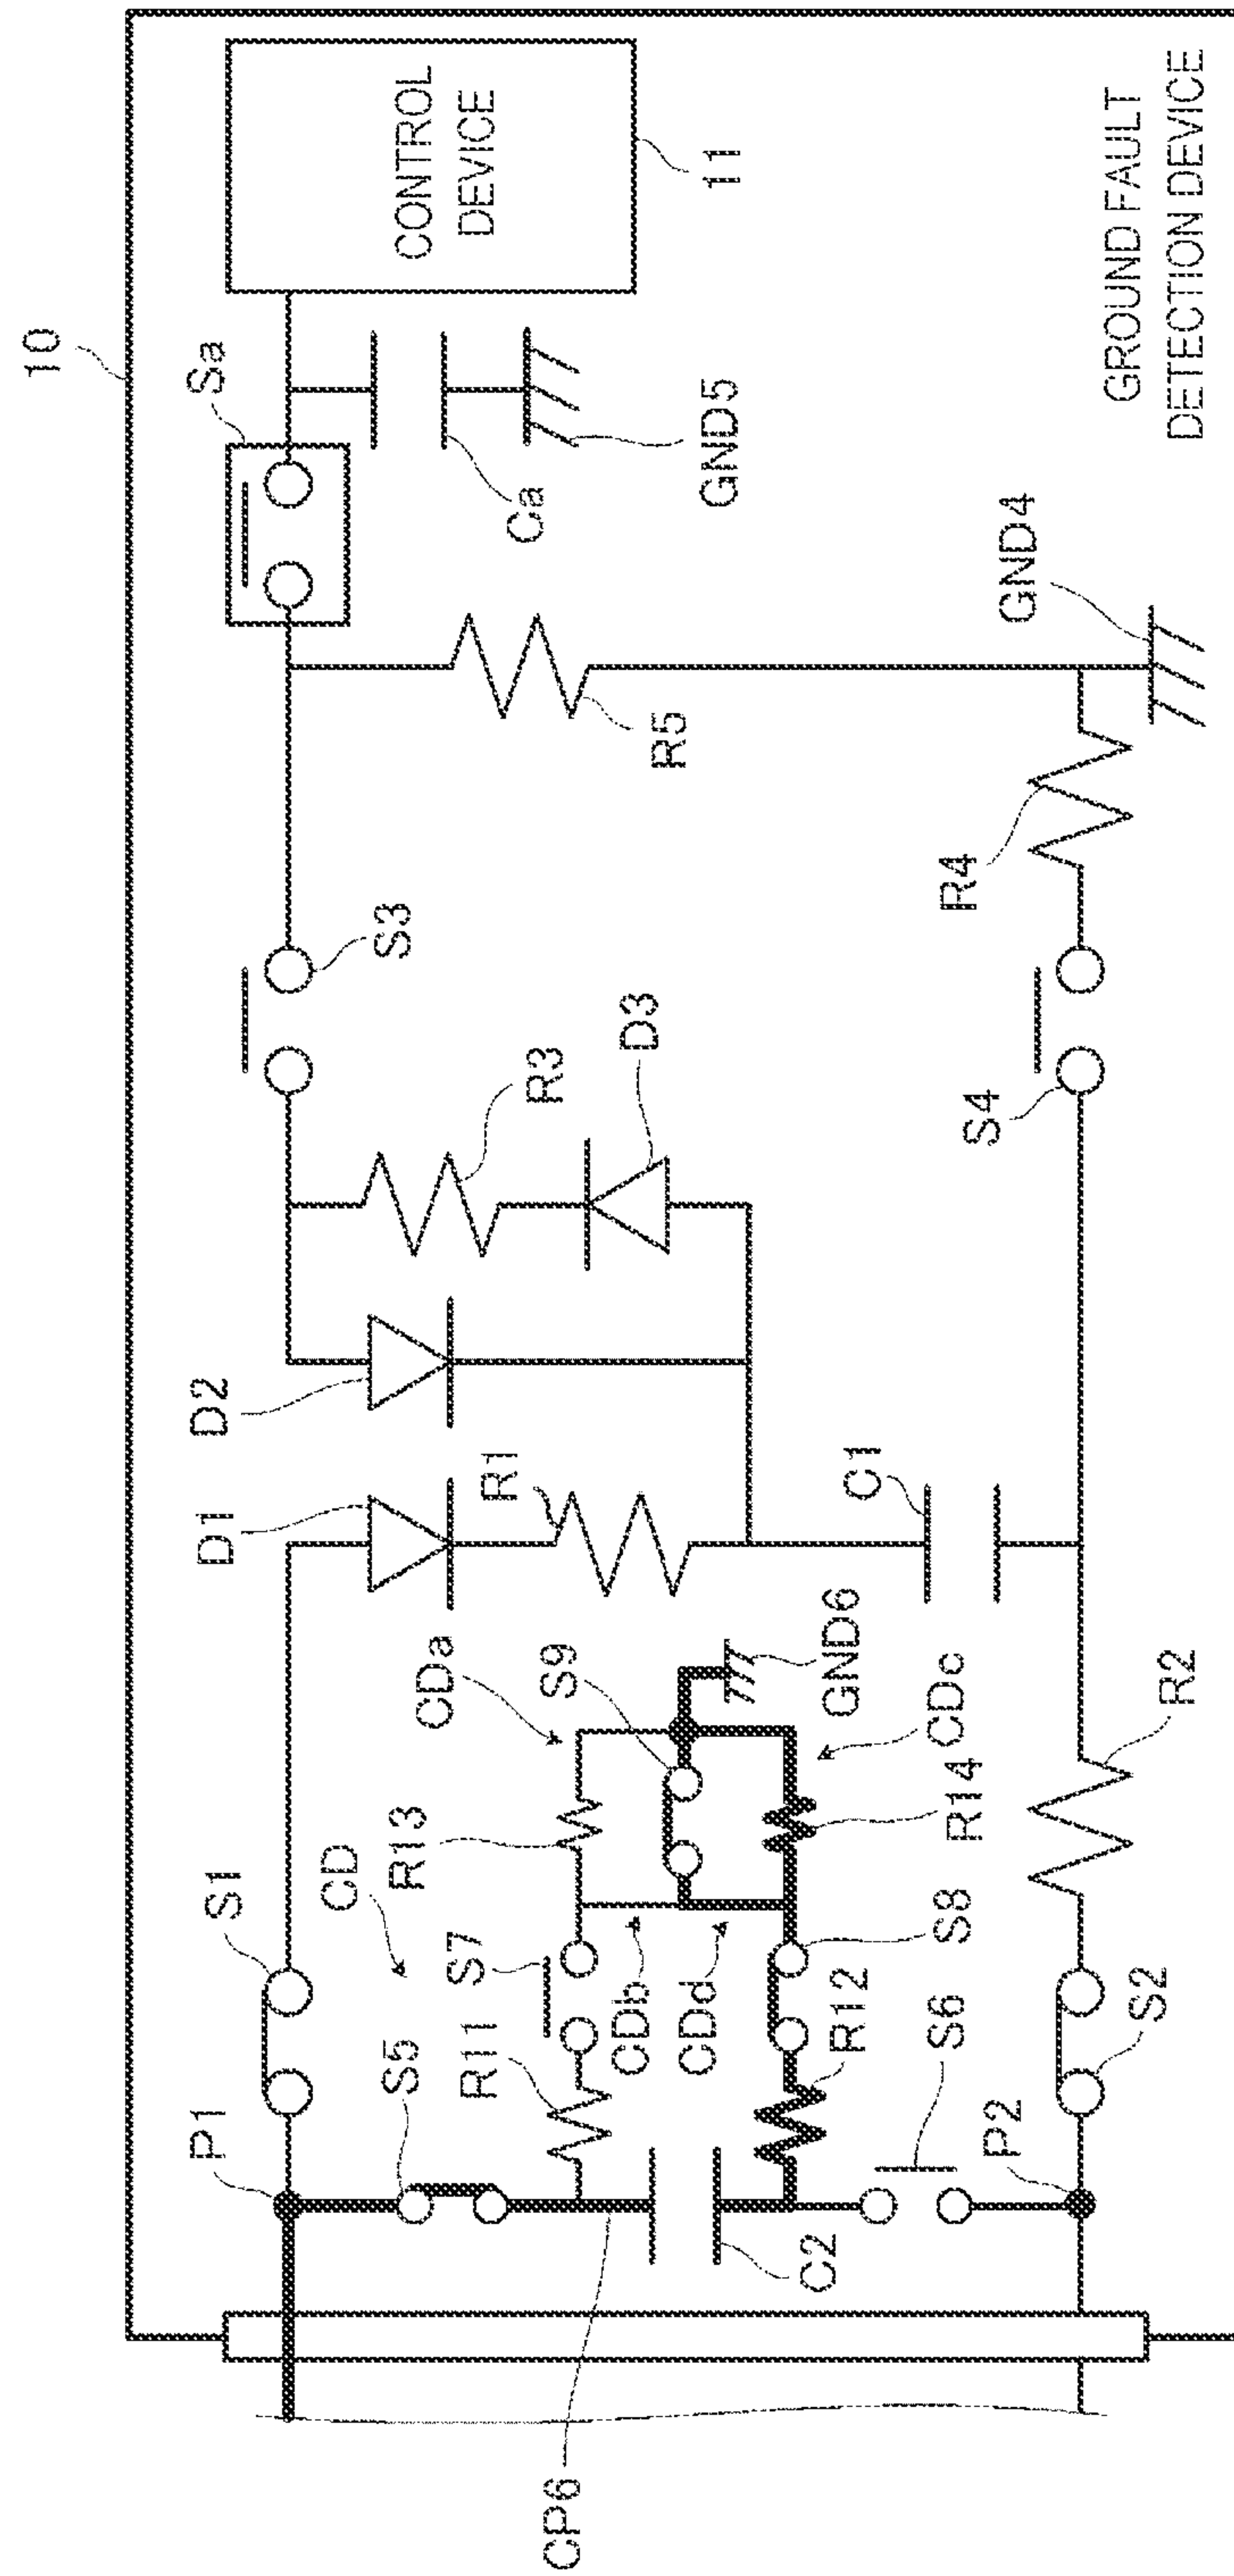 10
Sa
CONTROL
DEVICE
11
Ca
GND5
GROUND FAULT
DETECTION DEVICE
R5
GND4
R4
S3
S4
R3
D3
D2
D1
R1
C1
CDa
S9
GND6
CDc
R14
R2
S1
CD
R13
S7
CDb
CDd
S8
S5
R11
R12
S6
S2
P1
P2
C2
CP6